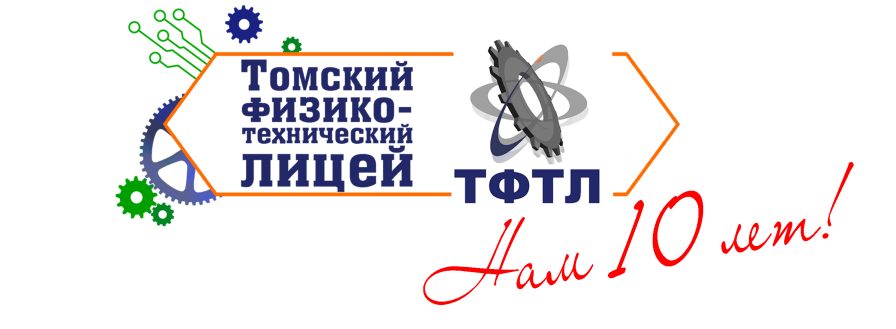 Томский
физико-
технический
лицей
ТФТЛ
Нам 10 лет!